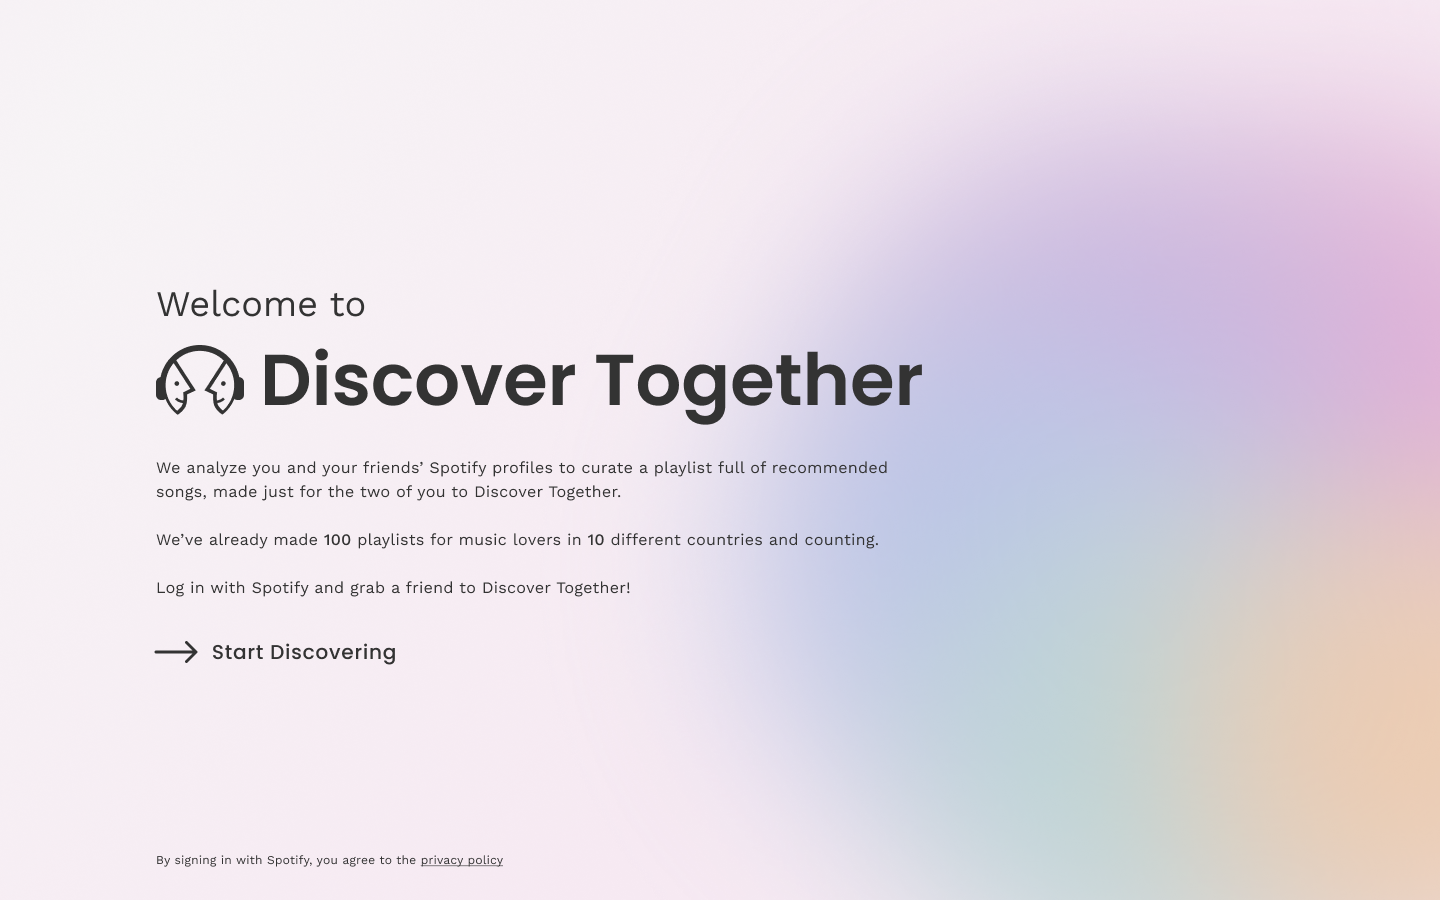 Welcome to
Discover Together
We analyze you and your friends’ Spotify profiles to curate a playlist full of recommended
songs, made just for the two of you to Discover Together.
We’ve already made 100 playlists for music lovers in 10 different countries and counting.
Log in with Spotify and grab a friend to Discover Together!
Start Discovering
By signing in with Spotify, you agree to the privacy policy